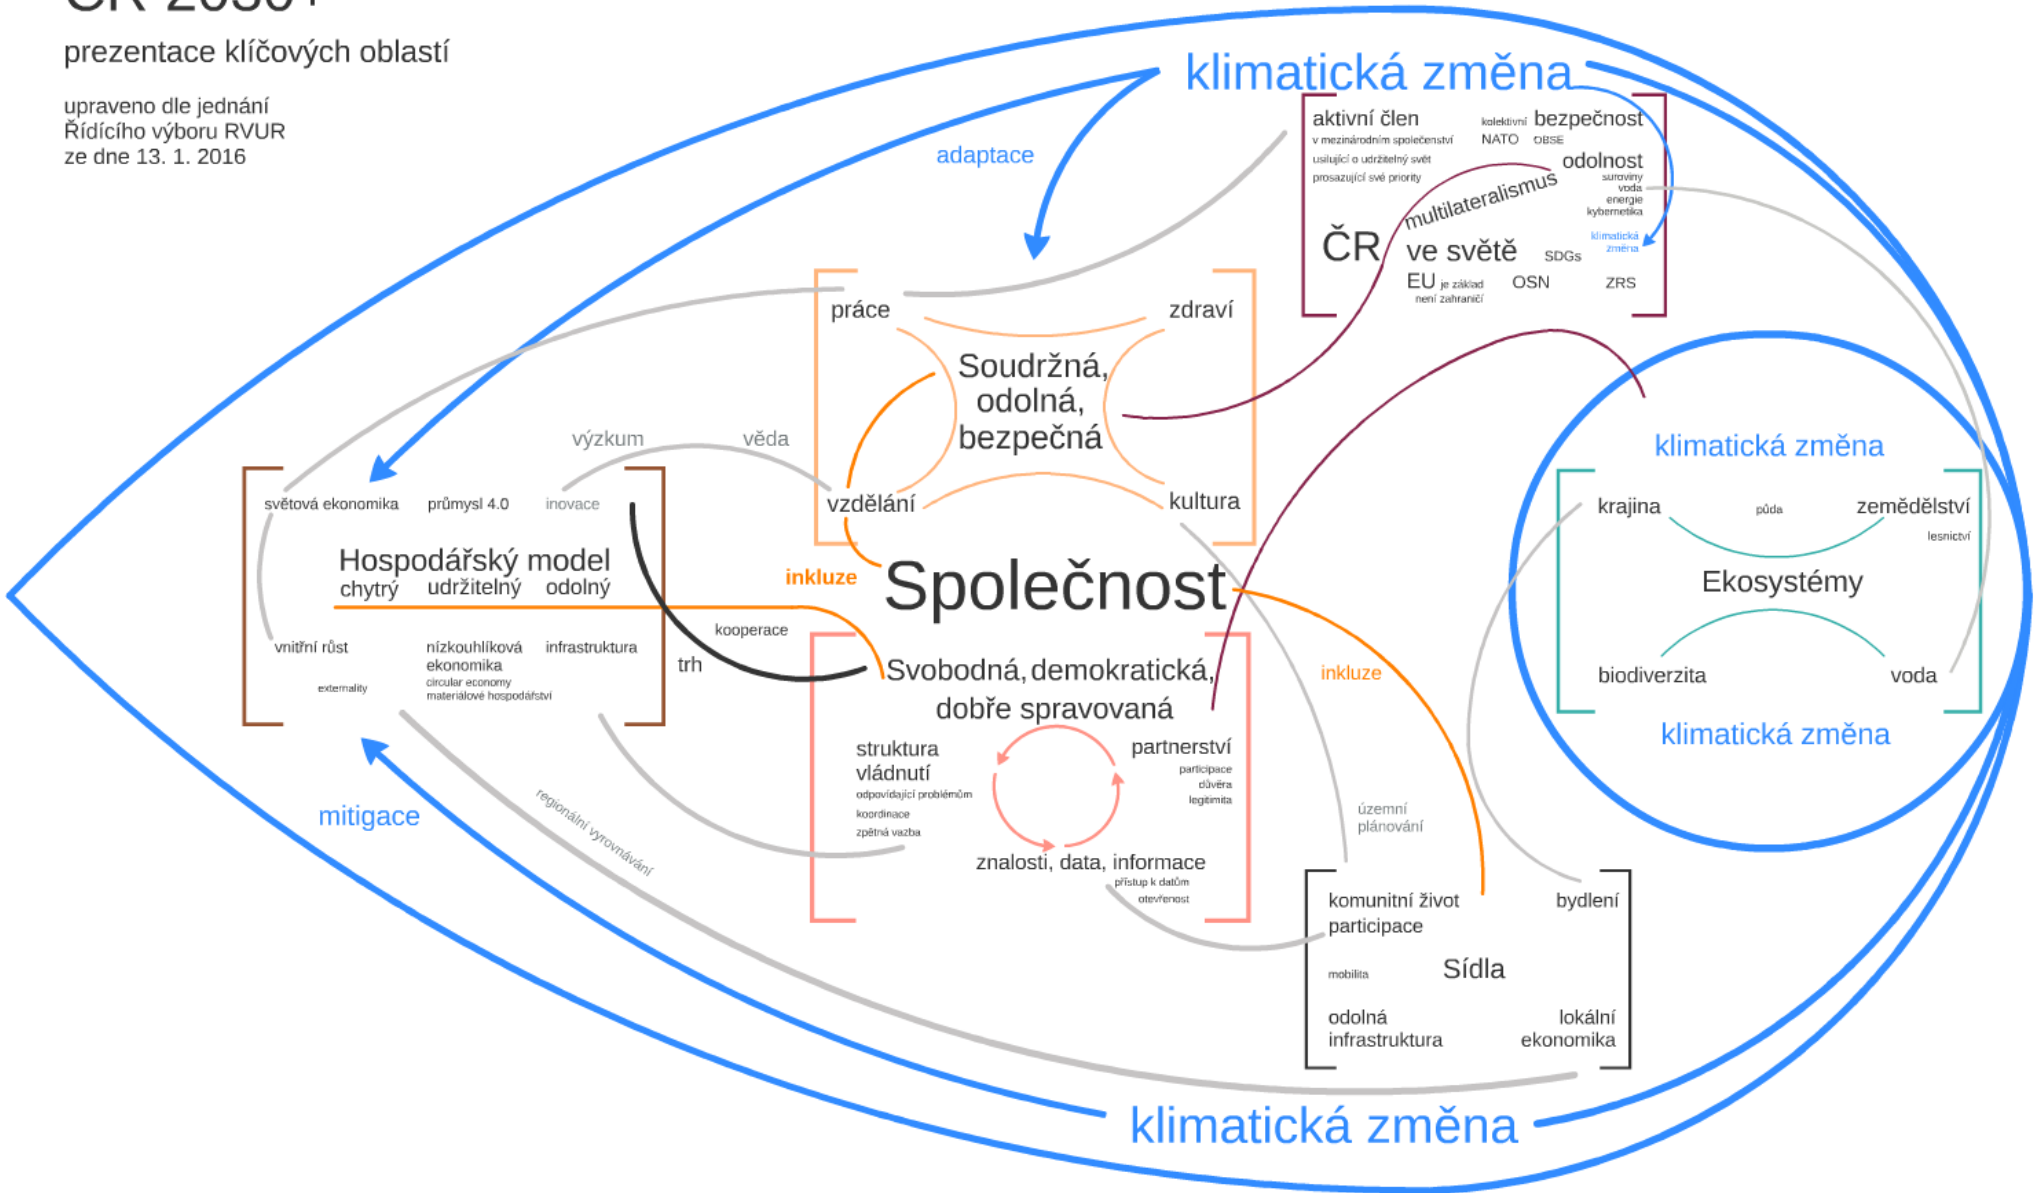 ČR 2030+
prezentace klíčových oblastí
upraveno dle jednání
Řídícího výboru RVUR
ze dne 13. 1. 2016
klimatická změna
adaptace
aktivní člen
v mezinárodním společenství
usilující o udržitelný svět
prosazující své priority
kolektivní bezpečnost
NATO OBSE
odolnost
suroviny
voda
energie
kybernetika
klimatická
změna
multilateralismus
ČR ve světě
SDGs
EU je základ
není zahraničí
OSN
ZRS
práce
zdraví
Soudržná,
odolná,
bezpečná
vzdělání
kultura
výzkum
věda
světová ekonomika
průmysl 4.0
inovace
Hospodářský model
chytrý udržitelný odolný
vnitřní růst
externality
nízkouhlíková
ekonomika
circular economy
materiálové hospodářství
infrastruktura
inkluze
Společnost
kooperace
trh
Svobodná, demokratická,
dobře spravovaná
struktura
vládnutí
odpovídající problémům
koordinace
zpětná vazba
partnerství
participace
důvěra
legitimita
znalosti, data, informace
přístup k datům
otevřenost
inkluze
klimatická změna
krajina
půda
zemědělství
lesnictví
Ekosystémy
biodiverzita
voda
klimatická změna
mitigace
regionální vyrovnávání
územní
plánování
komunitní život
participace
bydlení
mobilita
Sídla
odolná
infrastruktura
lokální
ekonomika
klimatická změna